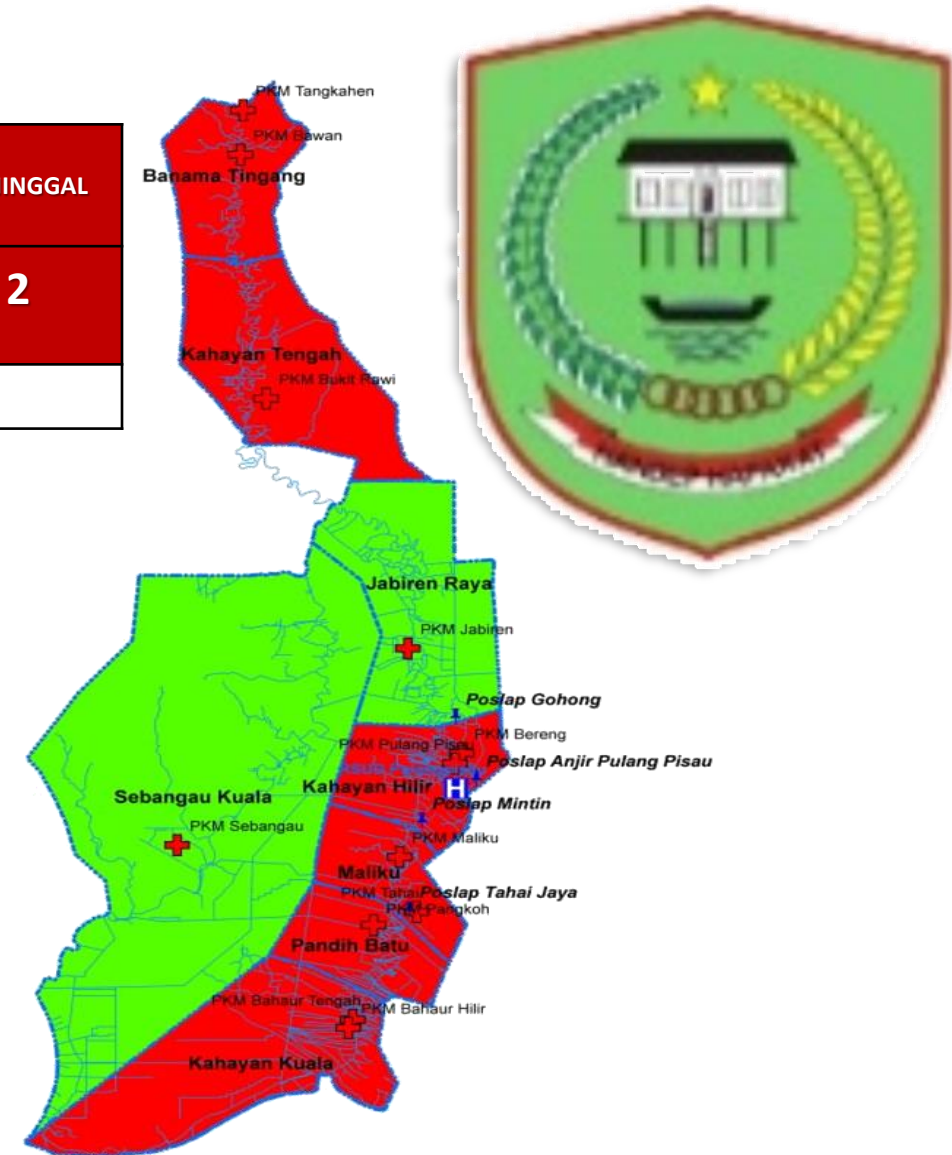 INGGAL
2
PKM Tangkahen
PKM Bawan
Banama Tingang
Kahayan Tengah
PKM Bukit Rawi
Jabiren Raya
PKM Jabiren
Poslap Gohong
PKM Bereng
PKM Pulang Pisau
Poslap Anjir Pulang Pisau
Kahayan Hilir
H
Poslap Mintin
Sebangau Kuala
PKM Sebangau
PKM Maliku
Maliku
PKM Tahai
Poslap Tahai Jaya
PKM Pangkoh
Pandih Batu
PKM Bahaur Tengah
PKM Bahaur Hilir
Kahayan Kuala